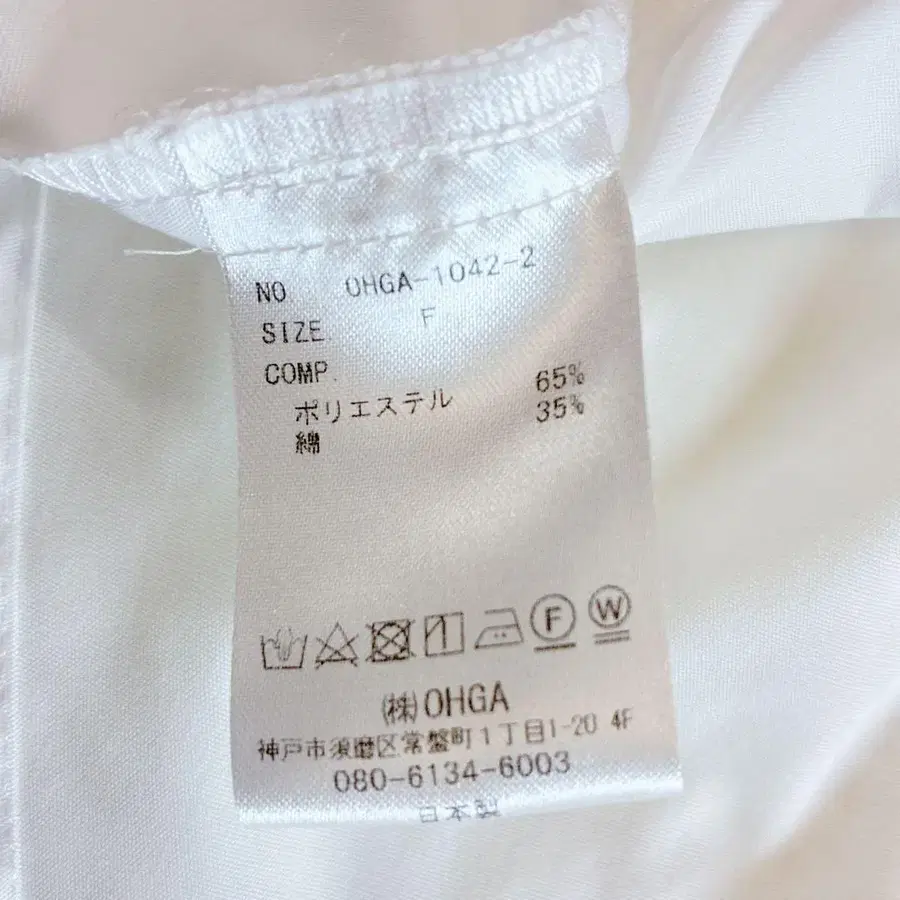 NO OHGA-1042-2
SIZE F
COMP.
ポリエステル 65%
綿 35%
F W
(株)OHGA
神戸市須磨区常盤町1丁目1-20 4F
080-6134-6003
日本製